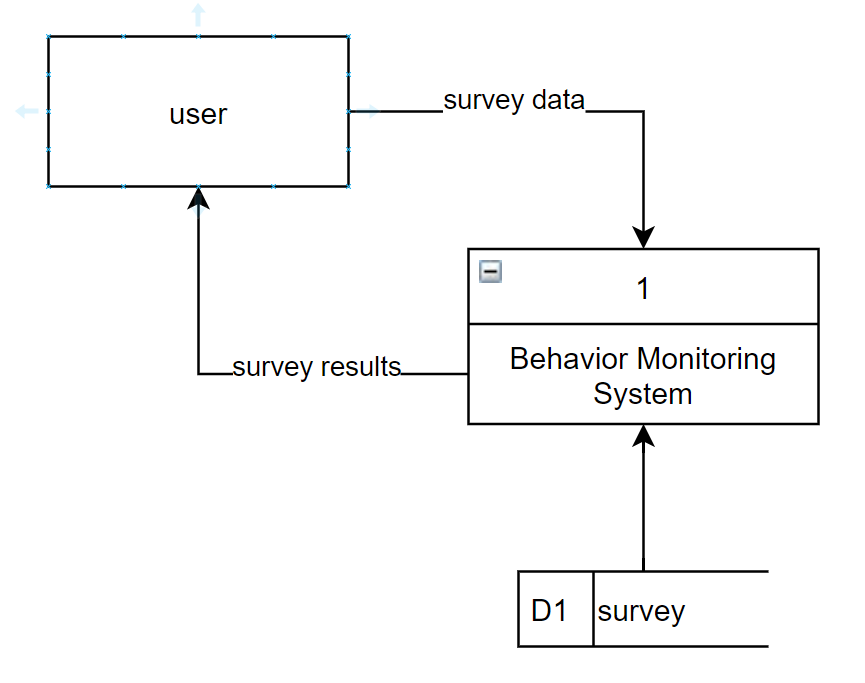 user
survey data
1
Behavior Monitoring
System
survey results
D1
survey